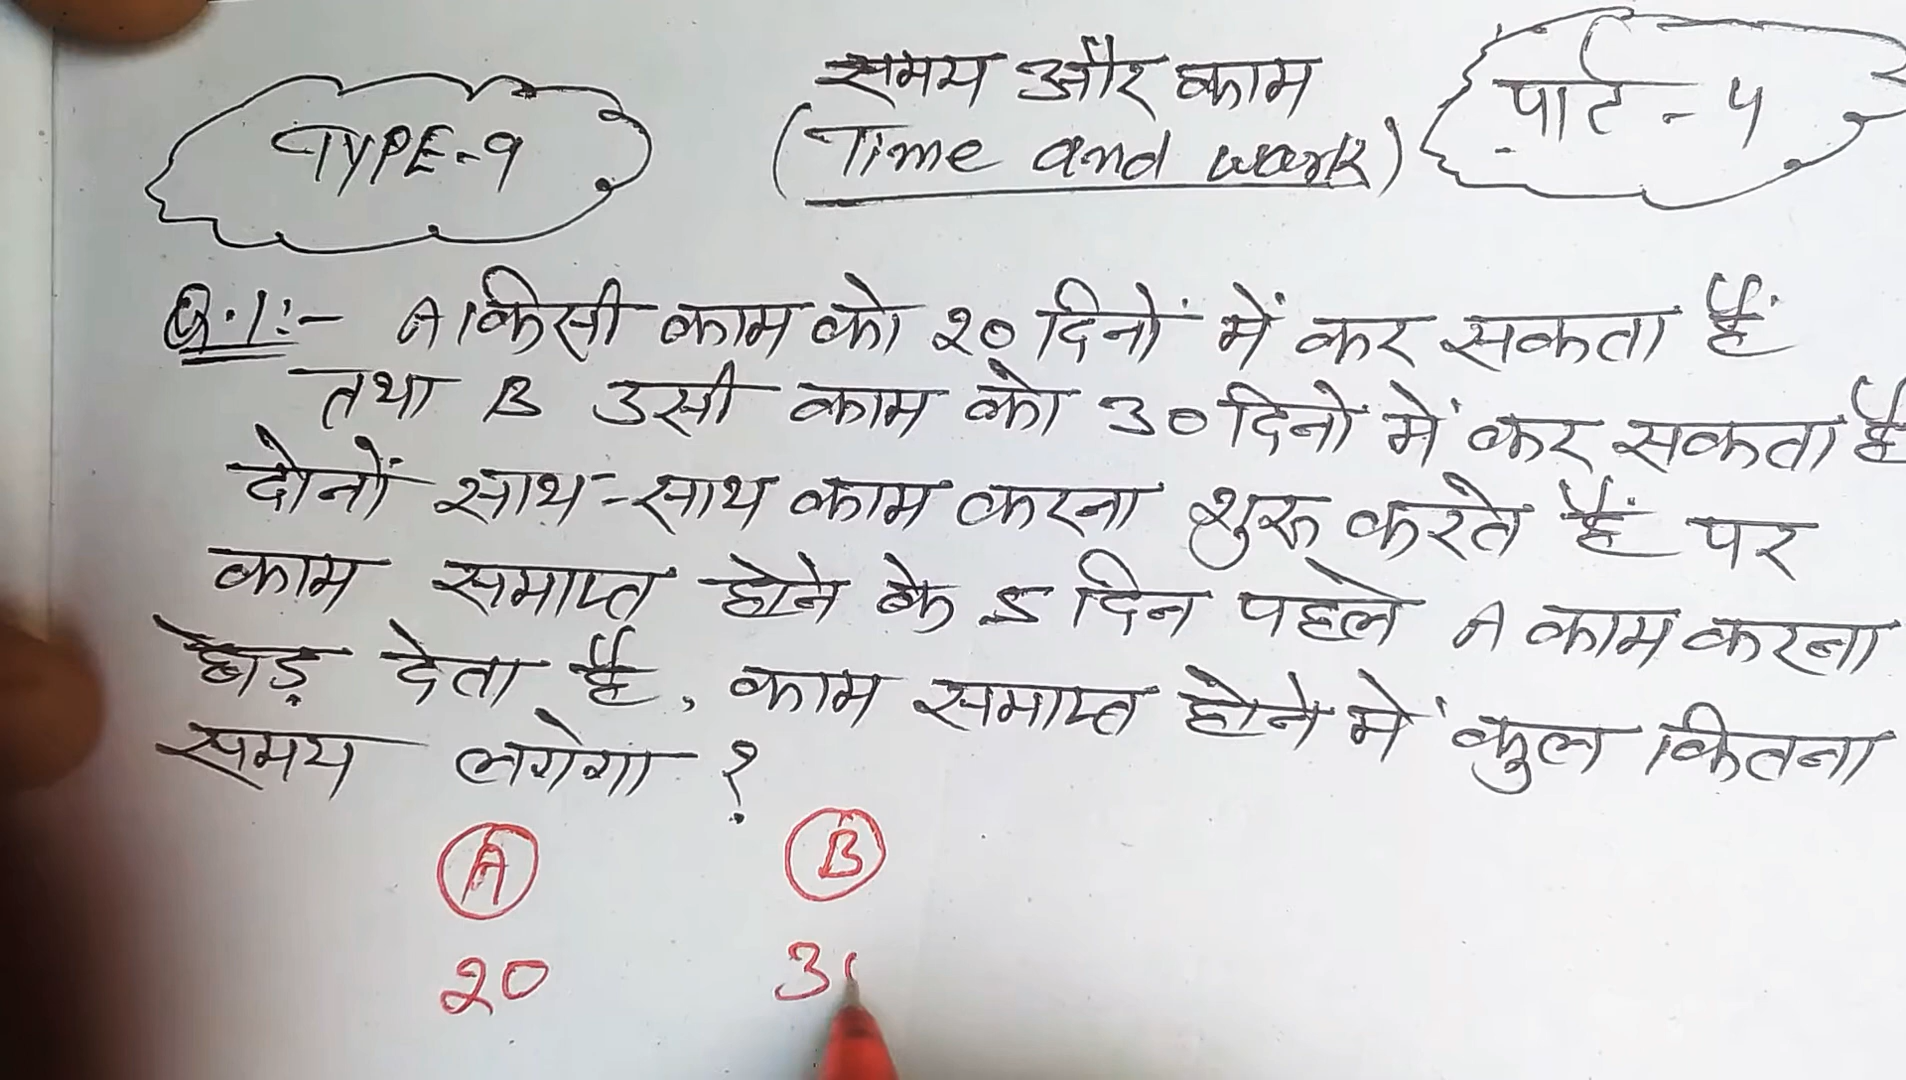 समय और काम
(Time and work)
TYPE-9
पार्ट - 4
Q.1:- A किसी काम को 20 दिनों में कर सकता हैं
तथा B उसी काम को 30 दिनों में कर सकता है
दोनों साथ-साथ काम करना शुरू करते हैं पर
काम समाप्त होने के 5 दिन पहले A काम करना
छोड़ देता है, काम समाप्त होने में कुल कितना
समय लगेगा ?
A B
20 30